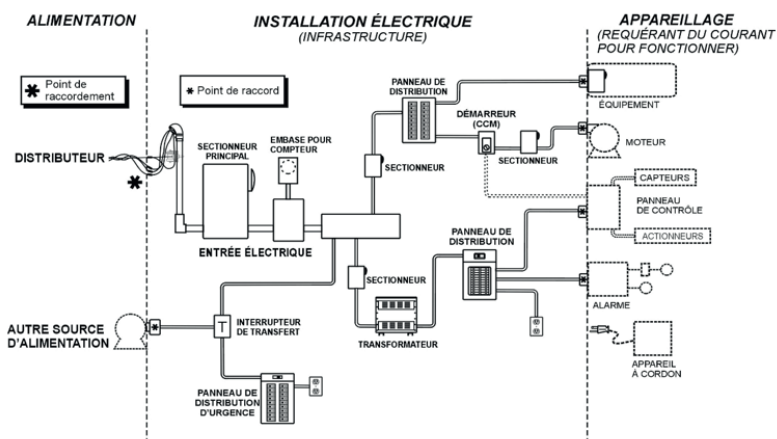 ALIMENTATION
INSTALLATION ÉLECTRIQUE
(INFRASTRUCTURE)
APPAREILLAGE
(REQUÉRANT DU COURANT
POUR FONCTIONNER)
* Point de
raccordement
* Point de raccord
DISTRIBUTEUR
*
SECTIONNEUR
PRINCIPAL
EMBASE POUR
COMPTEUR
ENTRÉE ÉLECTRIQUE
PANNEAU DE
DISTRIBUTION
SECTIONNEUR
DÉMARREUR
(CCM)
SECTIONNEUR
ÉQUIPEMENT
MOTEUR
CAPTEURS
PANNEAU
DE CONTRÔLE
ACTIONNEURS
PANNEAU DE
DISTRIBUTION
SECTIONNEUR
TRANSFORMATEUR
ALARME
APPAREIL
À CORDON
AUTRE SOURCE
D'ALIMENTATION
T
INTERRUPTEUR
DE TRANSFERT
PANNEAU DE
DISTRIBUTION
D'URGENCE